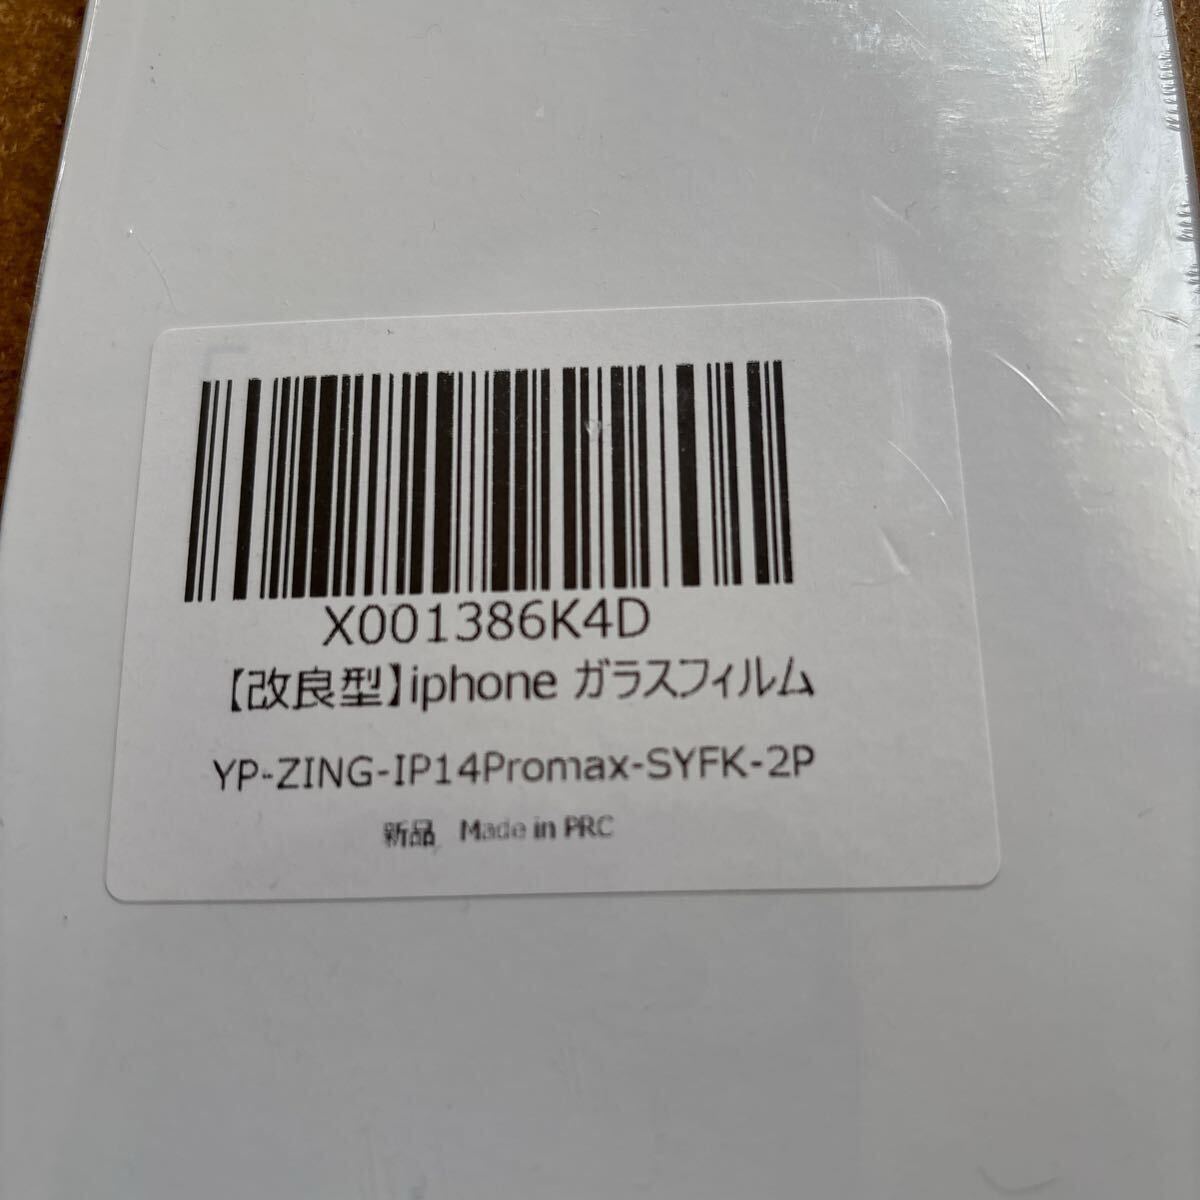 X001386K4D
【改良型】iphone ガラスフィルム
YP-ZING-IP14Promax-SYFK-2P
新品 Made in PRC